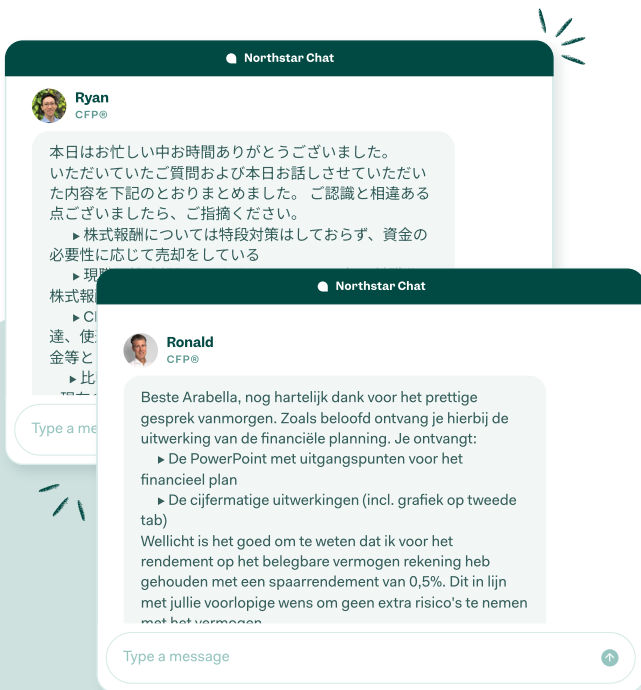 Northstar Chat
Ryan
CFP®
本日はお忙しい中お時間ありがとうございました。
いただいていたご質問および本日お話しさせていただい
た内容を下記のとおりまとめました。 ご認識と相違ある
点ございましたら、ご指摘ください。
▸ 株式報酬については特段対策はしておらず、資金の
必要性に応じて売却をしている
▸ 現
株式報
達、使
金等と
▸ 比
Type a me
Northstar Chat
Ronald
CFP®
Beste Arabella, nog hartelijk dank voor het prettige
gesprek vanmorgen. Zoals beloofd ontvang je hierbij de
uitwerking van de financiële planning. Je ontvangt:
▸ De PowerPoint met uitgangspunten voor het
financieel plan
▸ De cijfermatige uitwerkingen (incl. grafiek op tweede
tab)
Wellicht is het goed om te weten dat ik voor het
rendement op het belegbare vermogen rekening heb
gehouden met een spaarrendement van 0,5%. Dit in lijn
met jullie voorlopige wens om geen extra risico's te nemen
met het vermogen
Type a message